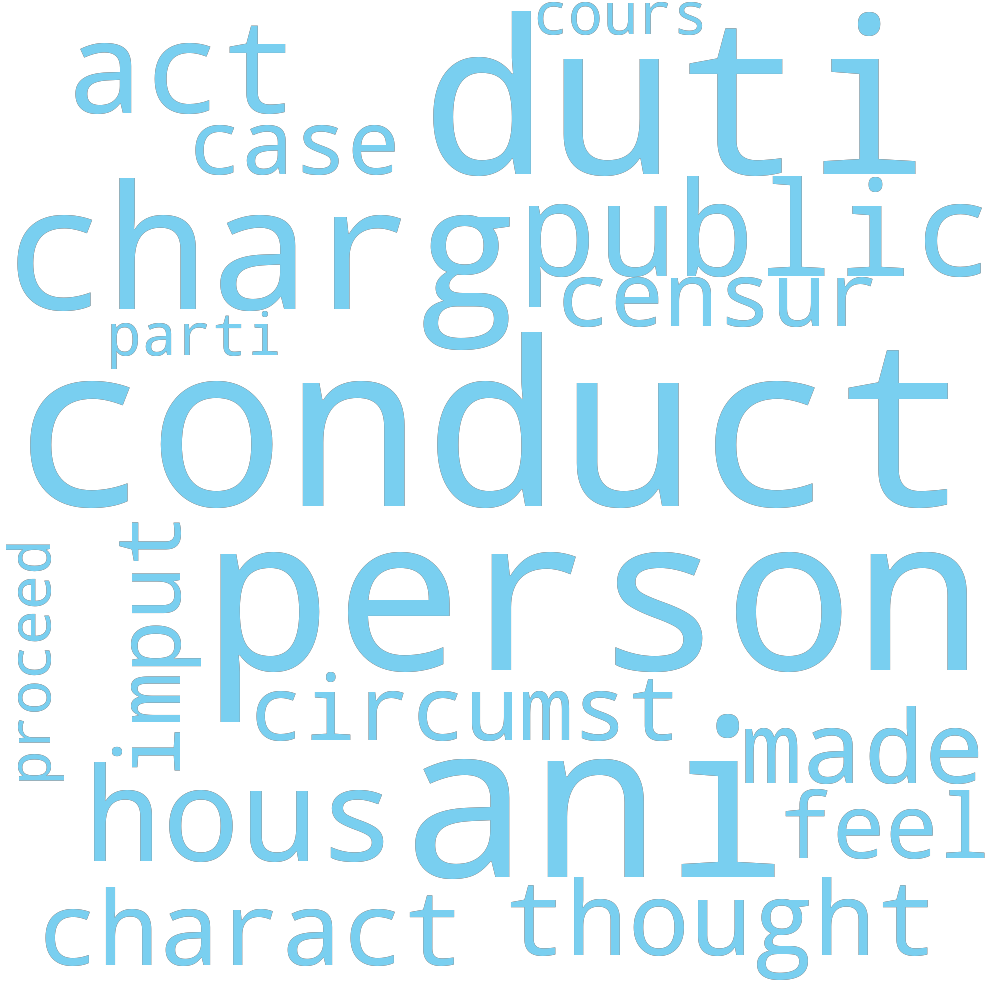 cours
act
duti
case
charg
public
censur
parti
conduct
proceed
imput
person
circumst
made
hous
ani
feel
charact
thought